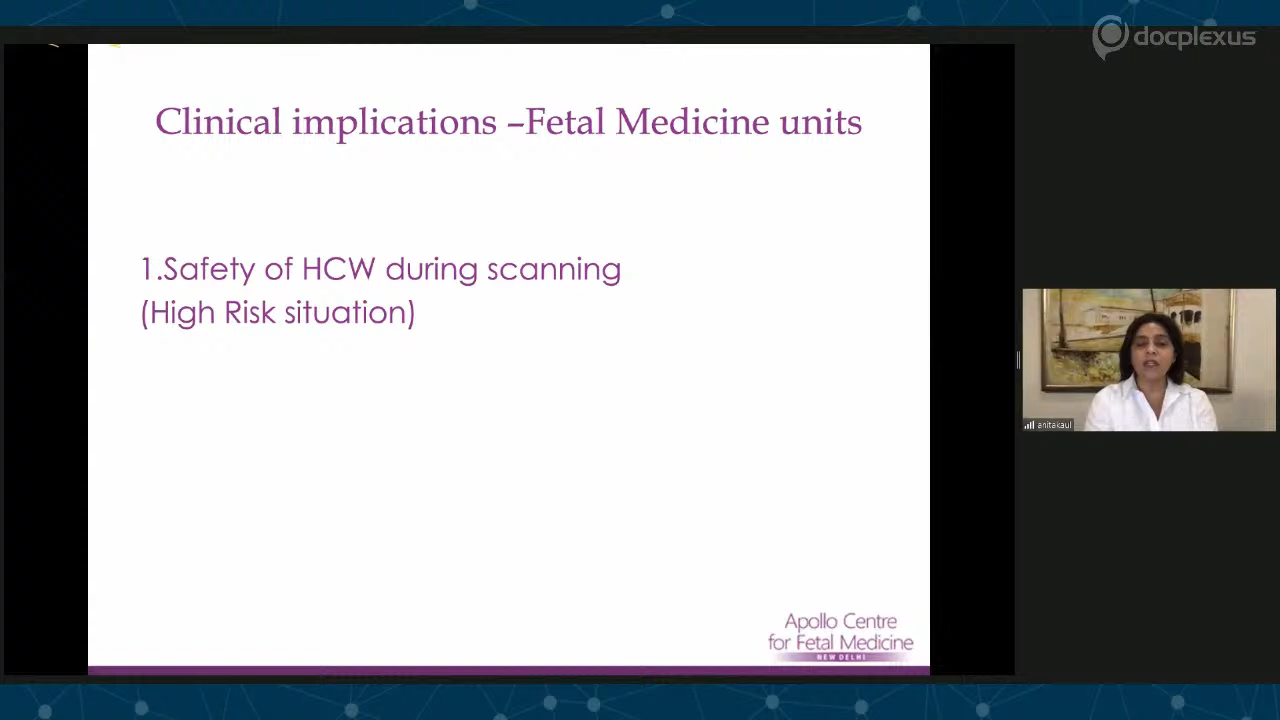 docplexus
Clinical implications –Fetal Medicine units
1.Safety of HCW during scanning
(High Risk situation)
anitakaul
Apollo Centre
for Fetal Medicine
NEW DELHI